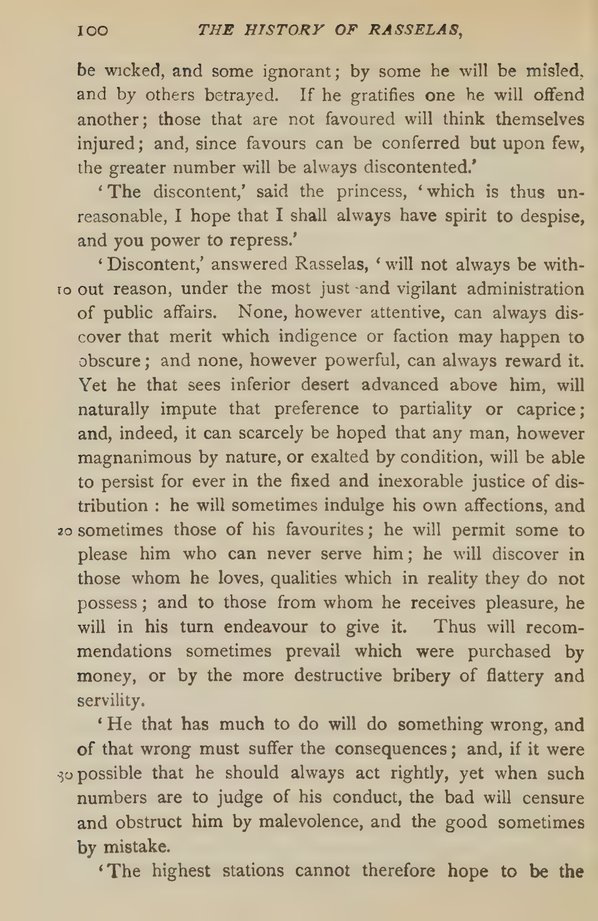 100 THE HISTORY OF RASSELAS,
be wicked, and some ignorant; by some he will be misled,
and by others betrayed. If he gratifies one he will offend
another; those that are not favoured will think themselves
injured; and, since favours can be conferred but upon few,
the greater number will be always discontented.’
‘The discontent,’ said the princess, ‘which is thus un-
reasonable, I hope that I shall always have spirit to despise,
and you power to repress.’
‘Discontent,’ answered Rasselas, ‘will not always be with-
10 out reason, under the most just and vigilant administration
of public affairs. None, however attentive, can always dis-
cover that merit which indigence or faction may happen to
obscure; and none, however powerful, can always reward it.
Yet he that sees inferior desert advanced above him, will
naturally impute that preference to partiality or caprice;
and, indeed, it can scarcely be hoped that any man, however
magnanimous by nature, or exalted by condition, will be able
to persist for ever in the fixed and inexorable justice of dis-
tribution : he will sometimes indulge his own affections, and
20 sometimes those of his favourites; he will permit some to
please him who can never serve him; he will discover in
those whom he loves, qualities which in reality they do not
possess; and to those from whom he receives pleasure, he
will in his turn endeavour to give it. Thus will recom-
mendations sometimes prevail which were purchased by
money, or by the more destructive bribery of flattery and
servility.
‘He that has much to do will do something wrong, and
of that wrong must suffer the consequences; and, if it were
30 possible that he should always act rightly, yet when such
numbers are to judge of his conduct, the bad will censure
and obstruct him by malevolence, and the good sometimes
by mistake.
‘The highest stations cannot therefore hope to be the